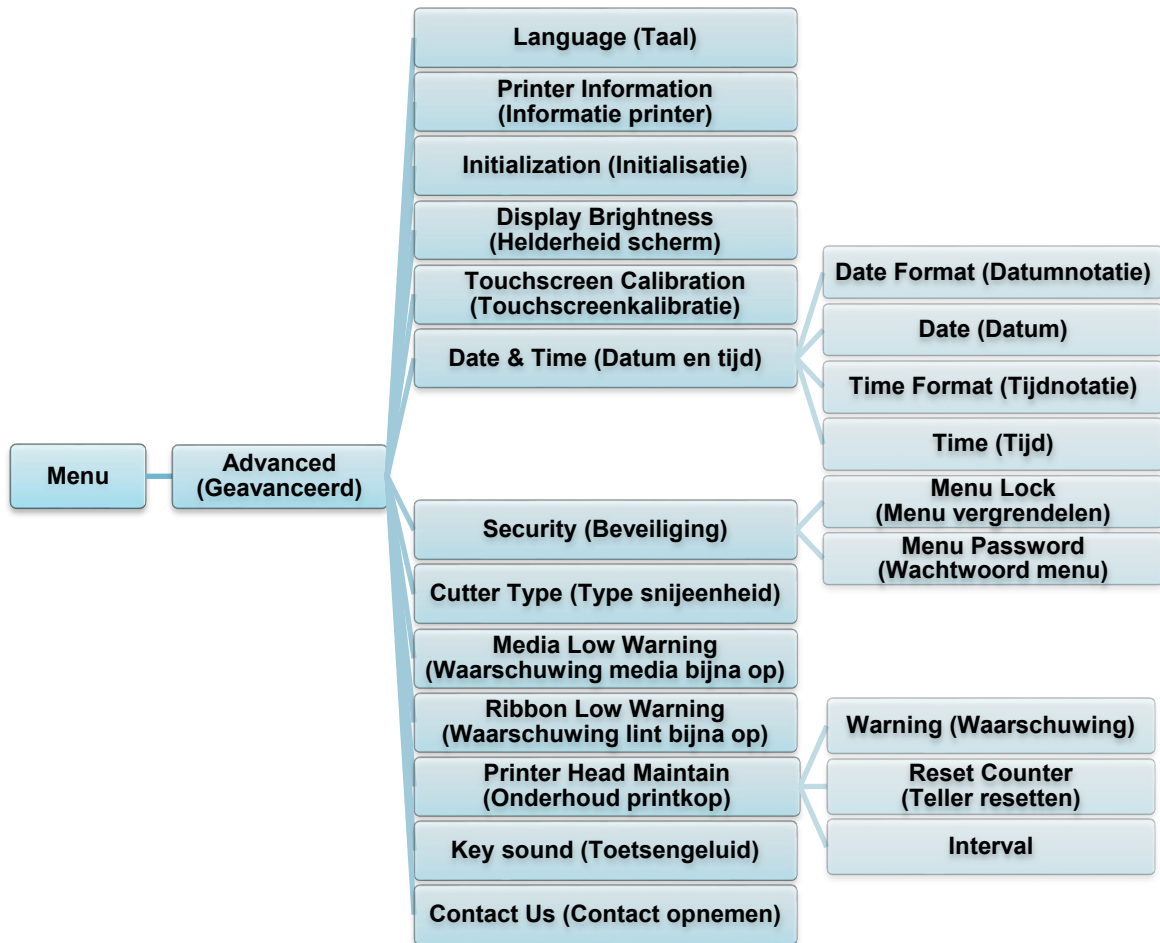 Menu
Advanced
(Geavanceerd)
Language (Taal)
Printer Information
(Informatie printer)
Initialization (Initialisatie)
Display Brightness
(Helderheid scherm)
Touchscreen Calibration
(Touchscreenkalibratie)
Date & Time (Datum en tijd)
Date Format (Datumnotatie)
Date (Datum)
Time Format (Tijdnotatie)
Time (Tijd)
Security (Beveiliging)
Menu Lock
(Menu vergrendelen)
Menu Password
(Wachtwoord menu)
Cutter Type (Type snijeenheid)
Media Low Warning
(Waarschuwing media bijna op)
Ribbon Low Warning
(Waarschuwing lint bijna op)
Printer Head Maintain
(Onderhoud printkop)
Warning (Waarschuwing)
Reset Counter
(Teller resetten)
Interval
Key sound (Toetsengeluid)
Contact Us (Contact opnemen)